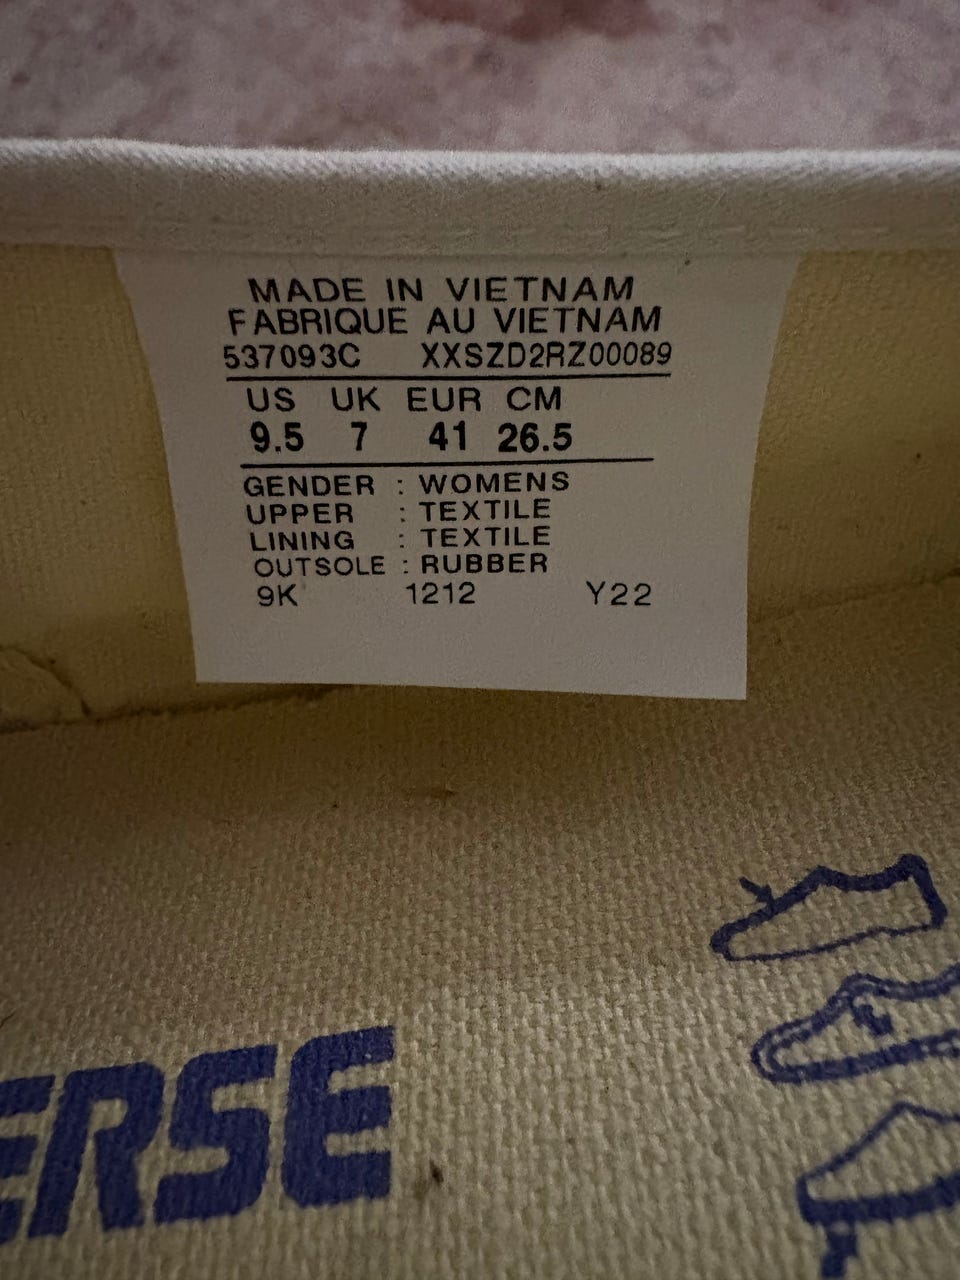 MADE IN VIETNAM
FABRIQUE AU VIETNAM
537093C XXSZD2RZ00089
US UK EUR CM
9.5 7 41 26.5
GENDER : WOMENS
UPPER : TEXTILE
LINING : TEXTILE
OUTSOLE : RUBBER
9K 1212 Y22
ERSE